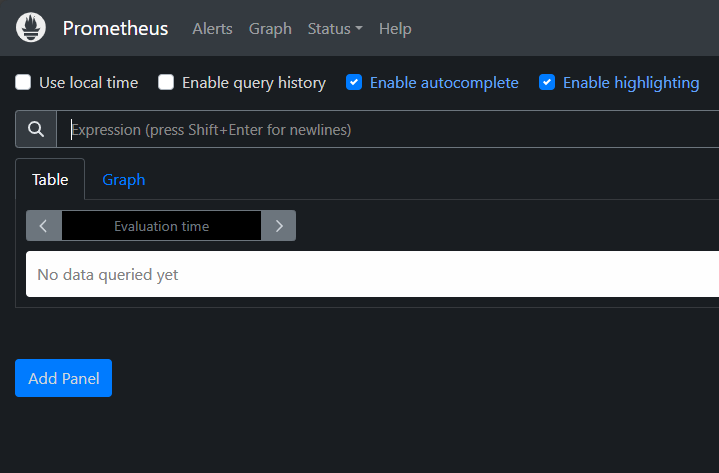 Prometheus Alerts Graph Status Help
Use local time Enable query history Enable autocomplete Enable highlighting
Expression (press Shift+Enter for newlines)
Table Graph
Evaluation time
No data queried yet
Add Panel